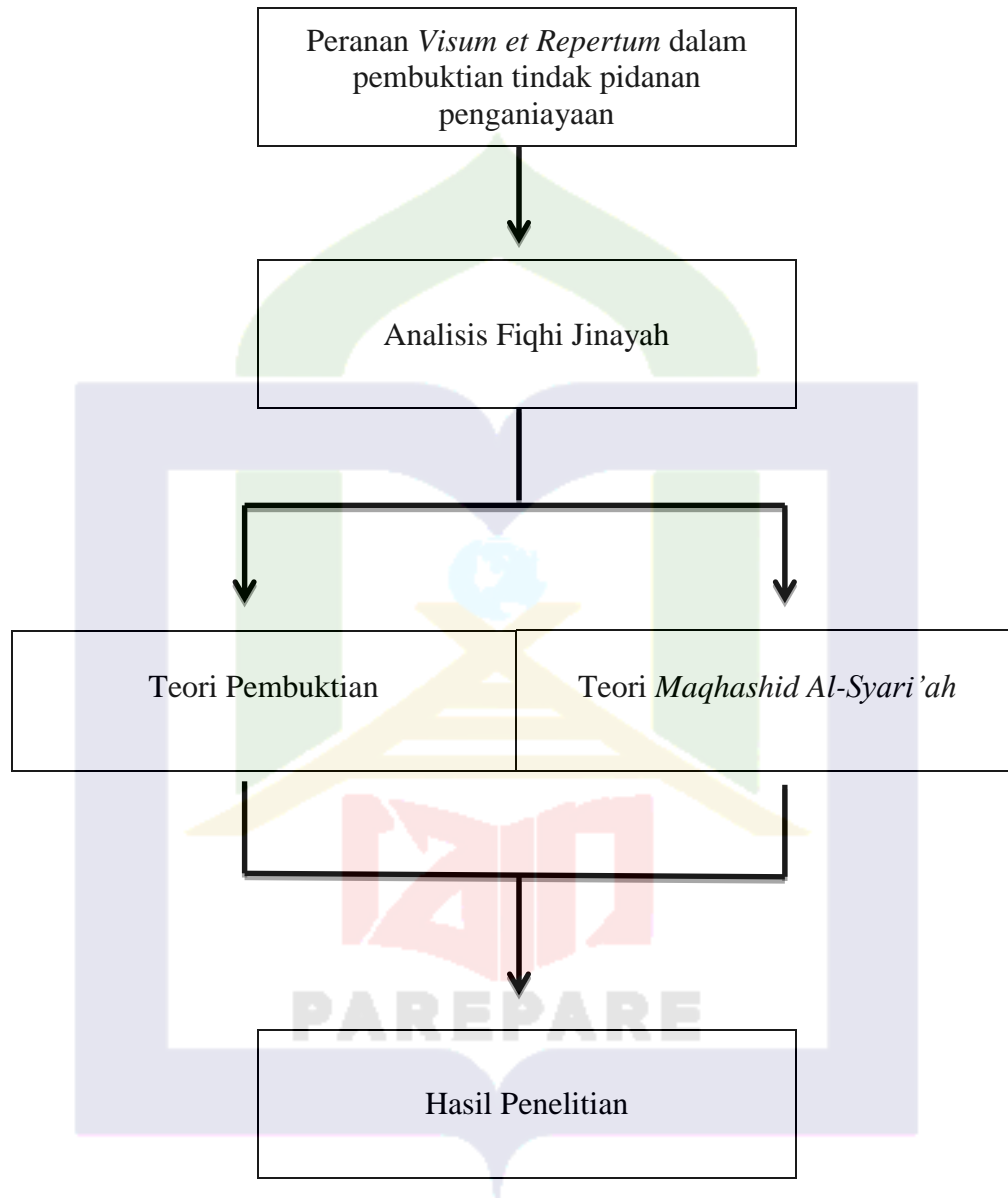 Peranan Visum et Repertum dalam
pembuktian tindak pidanan
penganiayaan
Analisis Fiqhi Jinayah
Teori Pembuktian
Teori Maqhashid Al-Syari’ah
iain
PAREPARE
Hasil Penelitian